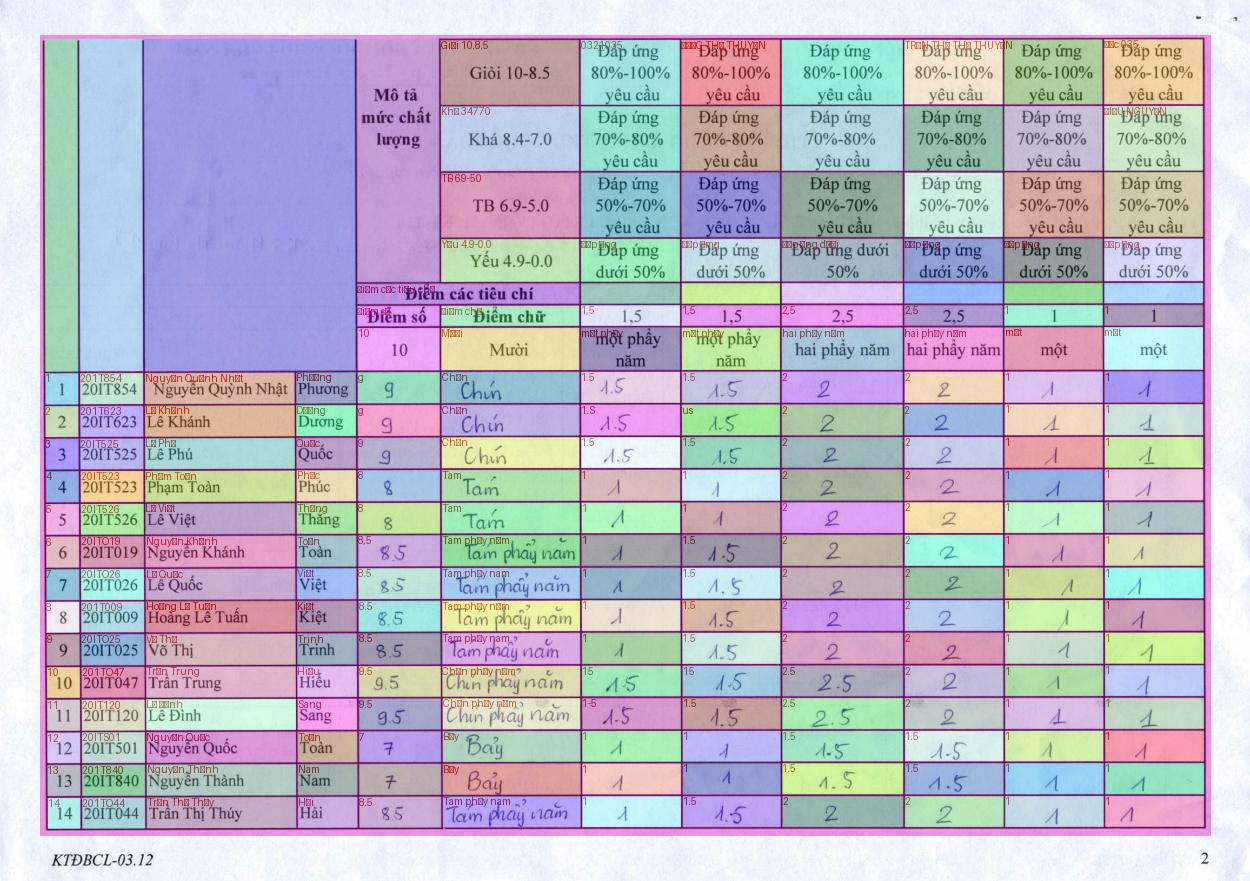 Mô tả mức chất lượng
Giỏi 10-8.5
Đáp ứng 80%-100% yêu cầu
Đáp ứng 80%-100% yêu cầu
Đáp ứng 80%-100% yêu cầu
Đáp ứng 80%-100% yêu cầu
Đáp ứng 80%-100% yêu cầu
Đáp ứng 80%-100% yêu cầu
Khá 8.4-7.0
Đáp ứng 70%-80% yêu cầu
Đáp ứng 70%-80% yêu cầu
Đáp ứng 70%-80% yêu cầu
Đáp ứng 70%-80% yêu cầu
Đáp ứng 70%-80% yêu cầu
Đáp ứng 70%-80% yêu cầu
TB 6.9-5.0
Đáp ứng 50%-70% yêu cầu
Đáp ứng 50%-70% yêu cầu
Đáp ứng 50%-70% yêu cầu
Đáp ứng 50%-70% yêu cầu
Đáp ứng 50%-70% yêu cầu
Đáp ứng 50%-70% yêu cầu
Yếu 4.9-0.0
Đáp ứng dưới 50%
Đáp ứng dưới 50%
Đáp ứng dưới 50%
Đáp ứng dưới 50%
Đáp ứng dưới 50%
Đáp ứng dưới 50%
Điểm các tiêu chí
Điểm số Điểm chữ 1,5 1,5 2,5 2,5 1 1
10 Mười một phẩy năm một phẩy năm hai phẩy năm hai phẩy năm một một
1 20IT854 Nguyễn Quỳnh Nhật Phương 9 Chín 1.5 1.5 2 2 1 1
2 20IT623 Lê Khánh Dương 9 Chín 1.5 1.5 2 2 1 1
3 20IT525 Lê Phú Quốc 9 Chín 1.5 1.5 2 2 1 1
4 20IT523 Phạm Toàn Phúc 8 Tám 1 1 2 2 1 1
5 20IT526 Lê Việt Thắng 8 Tám 1 1 2 2 1 1
6 20IT019 Nguyễn Khánh Toàn 8.5 Tám phẩy năm 1 1.5 2 2 1 1
7 20IT026 Lê Quốc Việt 8.5 Tám phẩy năm 1 1.5 2 2 1 1
8 20IT009 Hoàng Lê Tuấn Kiệt 8.5 Tám phẩy năm 1 1.5 2 2 1 1
9 20IT025 Võ Thị Trinh 8.5 Tám phẩy năm 1 1.5 2 2 1 1
10 20IT047 Trần Trung Hiếu 9.5 Chín phẩy năm 1.5 1.5 2.5 2 1 1
11 20IT120 Lê Đình Sang 9.5 Chín phẩy năm 1.5 1.5 2.5 2 1 1
12 20IT501 Nguyễn Quốc Toàn 7 Bảy 1 1 1.5 1.5 1 1
13 20IT840 Nguyễn Thành Nam 7 Bảy 1 1 1.5 1.5 1 1
14 20IT044 Trần Thị Thúy Hải 8.5 Tám phẩy năm 1 1.5 2 2 1 1
KTĐBCL-03.12 2